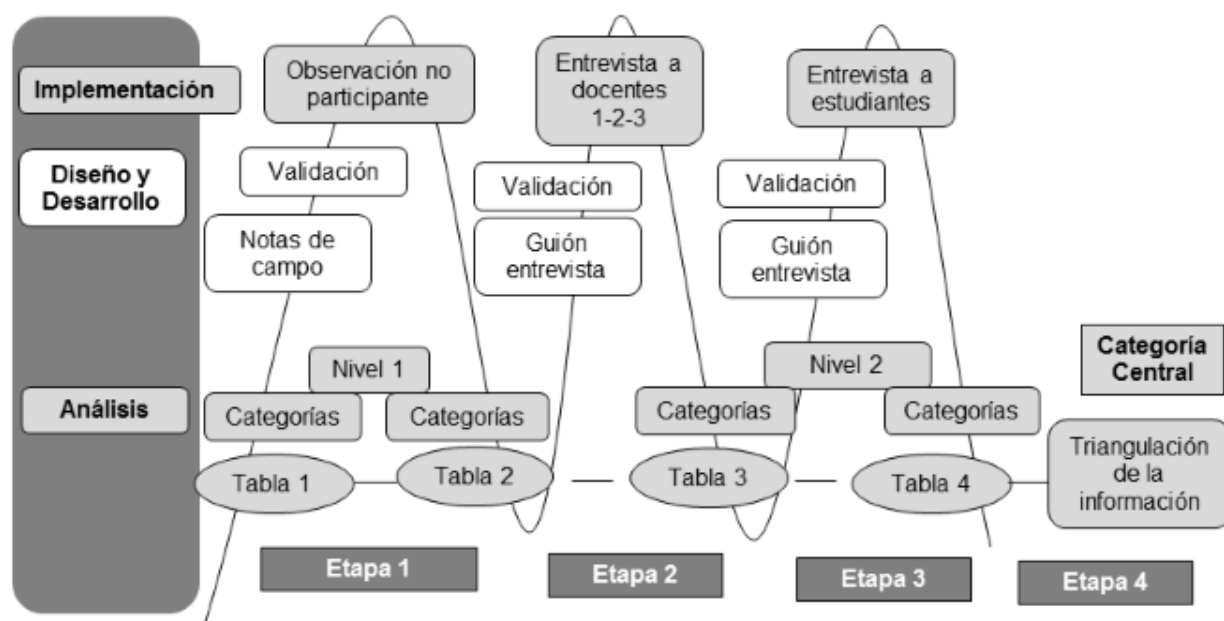 Implementación
Diseño y
Desarrollo
Análisis
Observación no
participante
Validación
Notas de
campo
Nivel 1
Categorías
Categorías
Tabla 1
Tabla 2
Etapa 1
Entrevista a
docentes
1-2-3
Validación
Guión
entrevista
Categorías
Tabla 3
Etapa 2
Entrevista a
estudiantes
Validación
Guión
entrevista
Nivel 2
Categorías
Tabla 4
Etapa 3
Categoría
Central
Triangulación
de la
información
Etapa 4